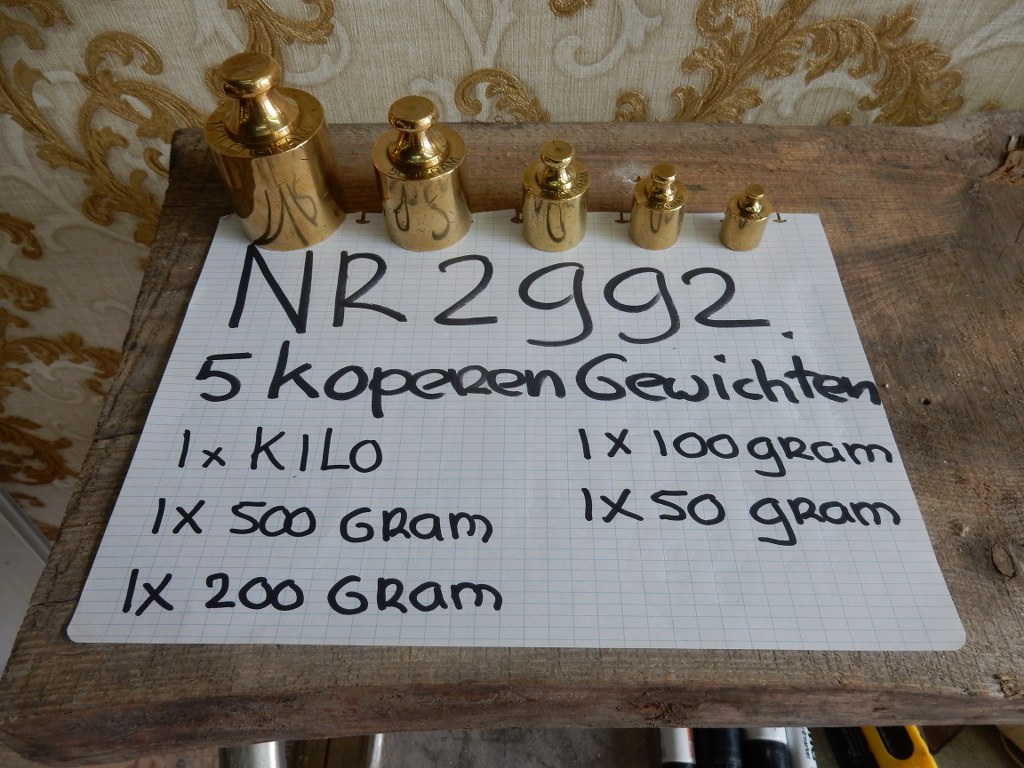 NR 2992.
5 koperen Gewichten
1x KILO
1X 500 GRam
1X 200 GRam
1X 100 gRam
1X 50 gRam